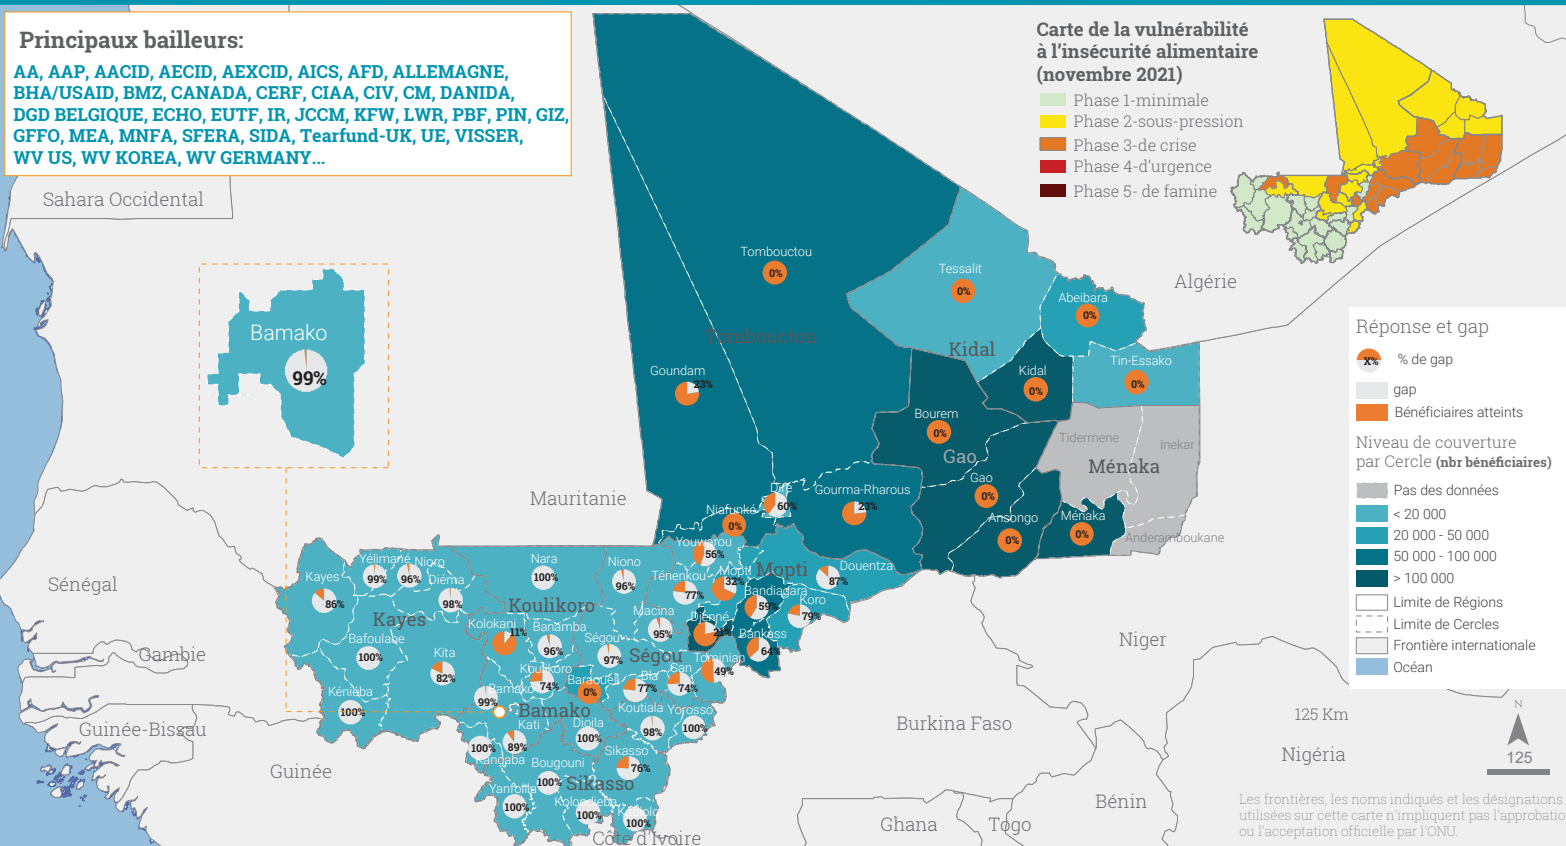 Principaux bailleurs:
AA, AAP, AACID, AECID, AEXCID, AICS, AFD, ALLEMAGNE,
BHA/USAID, BMZ, CANADA, CERF, CIAA, CIV, CM, DANIDA,
DGD BELGIQUE, ECHO, EUTF, IR, JCCM, KFW, LWR, PBF, PIN, GIZ,
GFFO, MEA, MNFA, SFERA, SIDA, Tearfund-UK, UE, VISSER,
WV US, WV KOREA, WV GERMANY...
Carte de la vulnérabilité
à l'insécurité alimentaire
(novembre 2021)
Phase 1-minimale
Phase 2-sous-pression
Phase 3-de crise
Phase 4-d'urgence
Phase 5- de famine
Sahara Occidental
Algérie
Bamako
99%
Tombouctou
0%
Tombouctou
Goundam
23%
Tessalit
0%
Abeibara
0%
Kidal
Kidal
0%
Tin-Essako
0%
Bourem
0%
Gao
Gao
0%
Ansongo
0%
Tidermene
Inekar
Ménaka
Ménaka
0%
Anderamboukane
Mauritanie
Diré
60%
Gourma-Rharous
23%
Niafunké
0%
Youwarou
56%
Mopti
Douentza
87%
Ténenkou
77%
Mopti
32%
Bandiagara
59%
Koro
79%
Djenné
21%
Bankass
64%
Kayes
86%
Yélimané
99%
Nioro
96%
Diéma
98%
Kayes
Bafoulabe
100%
Kita
82%
Kéniéba
100%
Nara
100%
Koulikoro
Kolokani
11%
Banamba
96%
Koulikoro
74%
Niono
96%
Macina
95%
Ségou
97%
Ségou
Baraouéli
0%
Bla
77%
San
74%
Tominian
49%
Bamako
99%
Bamako
Kati
89%
Dioila
100%
Kangaba
100%
Koutiala
98%
Yorosso
100%
Sikasso
76%
Sikasso
Bougouni
100%
Yanfolila
100%
Kolondieba
100%
Kadiolo
100%
Sénégal
Gambie
Guinée-Bissau
Guinée
Côte d'Ivoire
Burkina Faso
Ghana
Togo
Bénin
Niger
Nigéria
Réponse et gap
X%
% de gap
gap
Bénéficiaires atteints
Niveau de couverture
par Cercle (nbr bénéficiaires)
Pas des données
< 20 000
20 000 - 50 000
50 000 - 100 000
> 100 000
Limite de Régions
Limite de Cercles
Frontière internationale
Océan
125 Km
N
125
Les frontières, les noms indiqués et les désignations
utilisées sur cette carte n'impliquent pas l'approbatio
ou l'acceptation officielle par l'ONU.